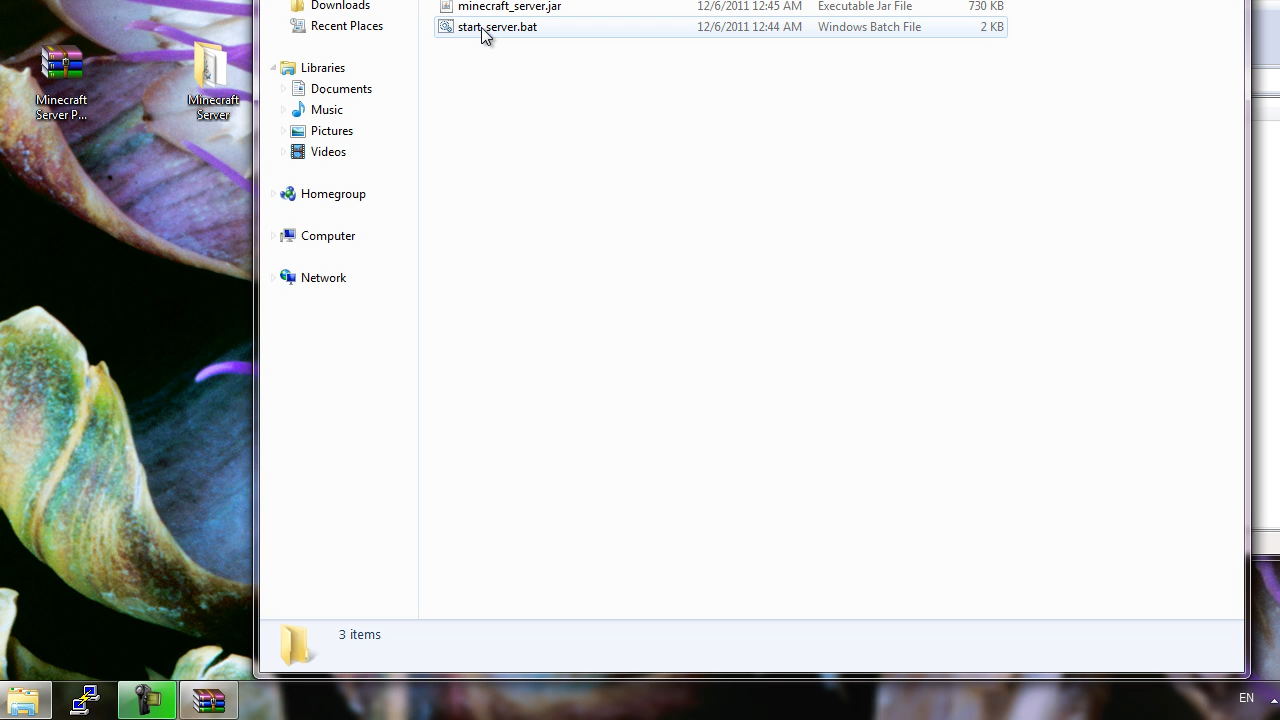 Downloads
minecraft_server.jar 12/6/2011 12:45 AM Executable Jar File 730 KB
Recent Places
start_server.bat 12/6/2011 12:44 AM Windows Batch File 2 KB
Libraries
Documents
Music
Pictures
Videos
Homegroup
Computer
Network
Minecraft
Server P...
Minecraft
Server
3 items
EN